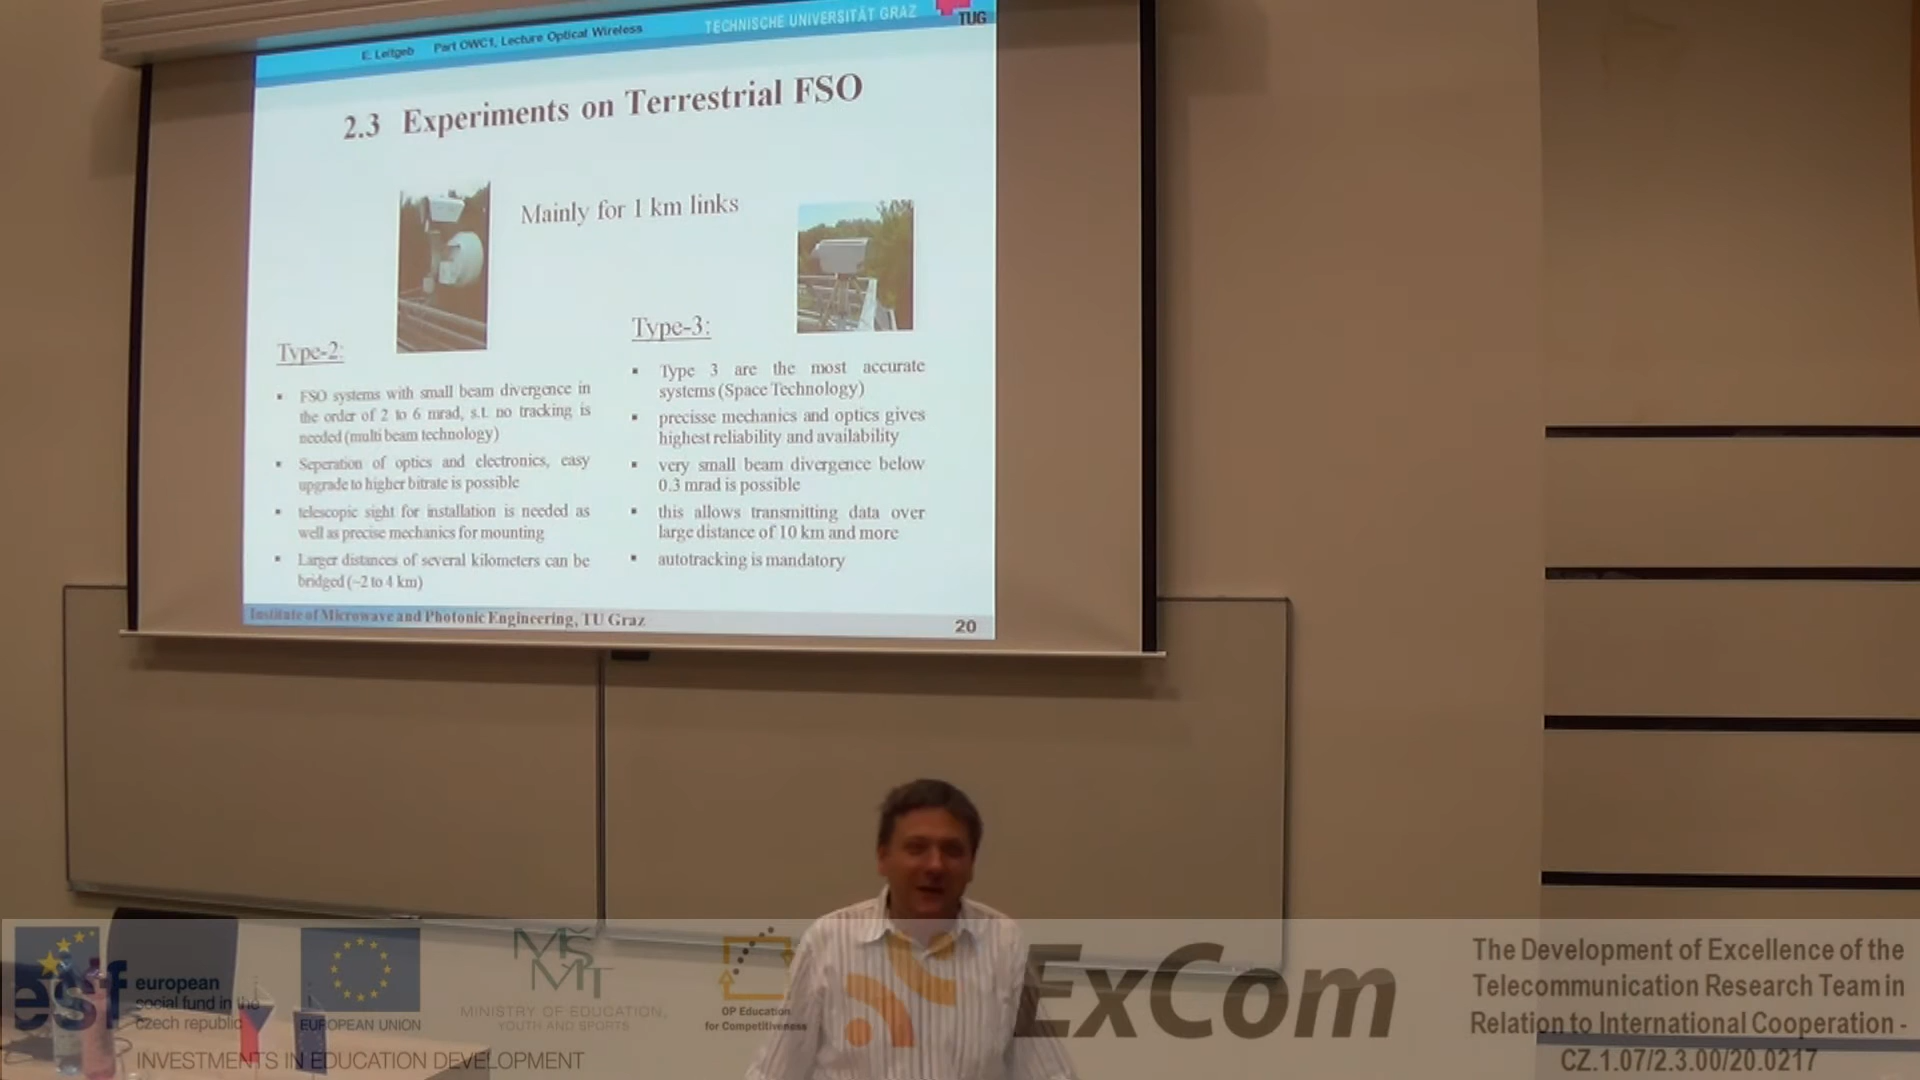 E. Leitgeb Part OWC1, Lecture Optical Wireless
TECHNISCHE UNIVERSITÄT GRAZ
TUG
2.3 Experiments on Terrestrial FSO
Mainly for 1 km links
Type-2:
▪ FSO systems with small beam divergence in
the order of 2 to 6 mrad, s.t. no tracking is
needed (multi beam technology)
▪ Seperation of optics and electronics, easy
upgrade to higher bitrate is possible
▪ telescopic sight for installation is needed as
well as precise mechanics for mounting
▪ Larger distances of several kilometers can be
bridged (~2 to 4 km)
Type-3:
▪ Type 3 are the most accurate
systems (Space Technology)
▪ precisse mechanics and optics gives
highest reliability and availability
▪ very small beam divergence below
0.3 mrad is possible
▪ this allows transmitting data over
large distance of 10 km and more
▪ autotracking is mandatory
Institute of Microwave and Photonic Engineering, TU Graz
20
esf
european
social fund in the
czech republic
EUROPEAN UNION
MŠ
MT
MINISTRY OF EDUCATION,
YOUTH AND SPORTS
OP Education
for Competitiveness
INVESTMENTS IN EDUCATION DEVELOPMENT
ExCom
The Development of Excellence of the
Telecommunication Research Team in
Relation to International Cooperation -
CZ.1.07/2.3.00/20.0217